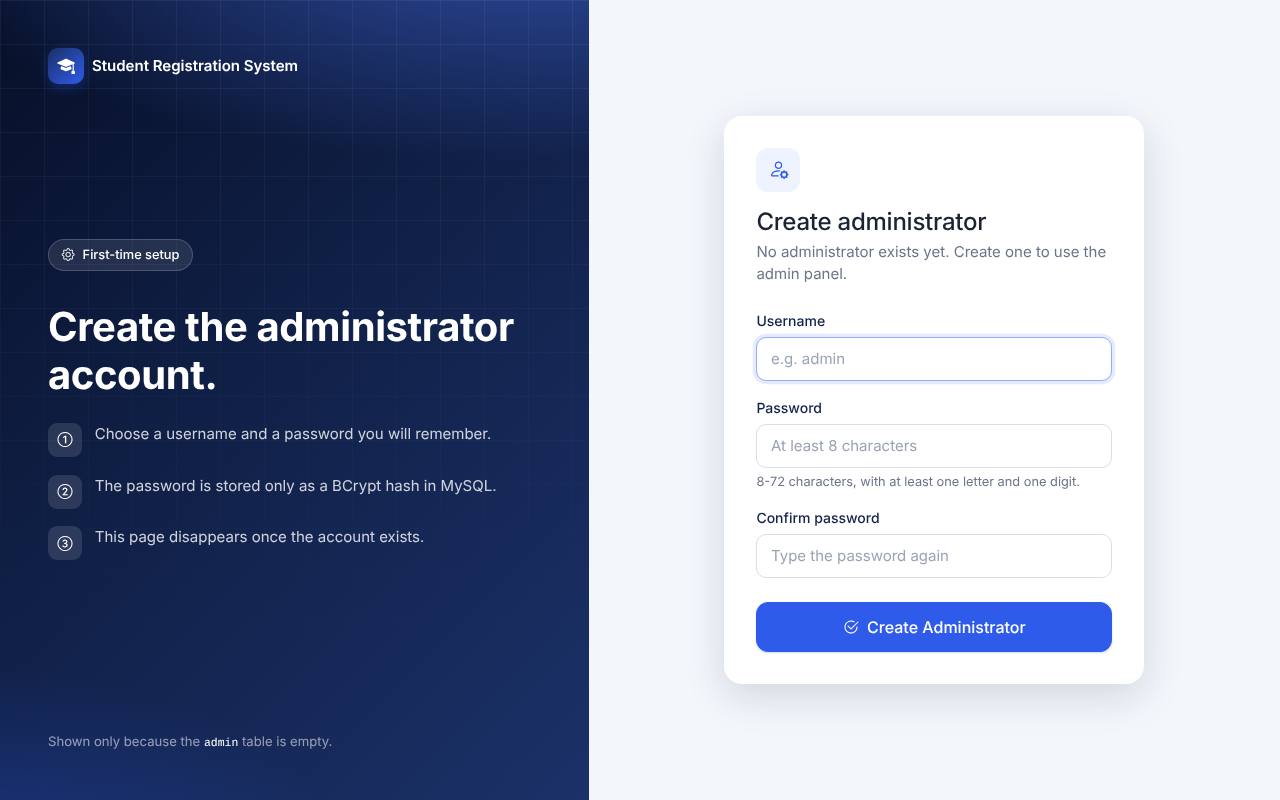 Student Registration System
First-time setup
Create the administrator
account.
1 Choose a username and a password you will remember.
2 The password is stored only as a BCrypt hash in MySQL.
3 This page disappears once the account exists.
Shown only because the admin table is empty.
Create administrator
No administrator exists yet. Create one to use the
admin panel.
Username
e.g. admin
Password
At least 8 characters
8-72 characters, with at least one letter and one digit.
Confirm password
Type the password again
Create Administrator